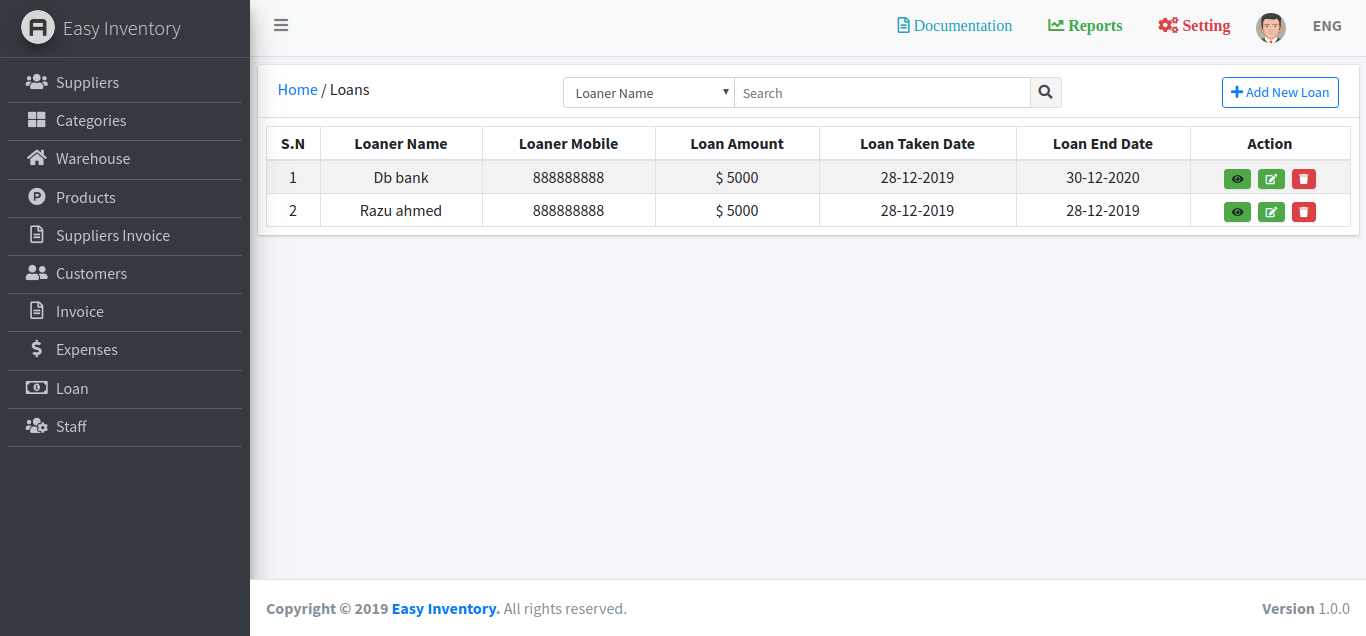 Easy Inventory
Documentation Reports Setting ENG
Suppliers
Categories
Warehouse
Products
Suppliers Invoice
Customers
Invoice
Expenses
Loan
Staff
Home / Loans Loaner Name Search Add New Loan
S.N Loaner Name Loaner Mobile Loan Amount Loan Taken Date Loan End Date Action
1 Db bank 888888888 $ 5000 28-12-2019 30-12-2020
2 Razu ahmed 888888888 $ 5000 28-12-2019 28-12-2019
Copyright © 2019 Easy Inventory. All rights reserved. Version 1.0.0